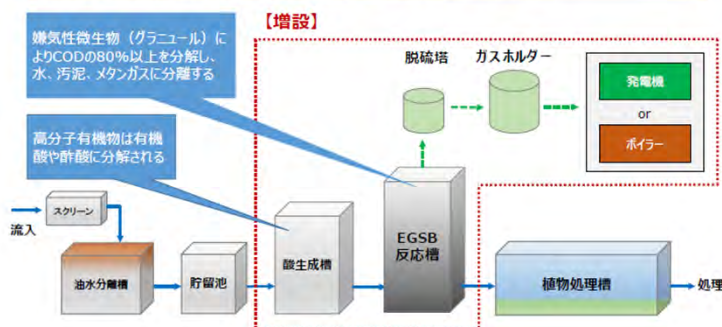 【増設】
嫌気性微生物（グラニュール）に
よりCODの80%以上を分解し、
水、汚泥、メタンガスに分離する
脱硫塔
ガスホルダー
発電機
or
ボイラー
高分子有機物は有機
酸や酢酸に分解される
スクリーン
流入
油水分離槽
貯留池
酸生成槽
EGSB
反応槽
植物処理槽
処理